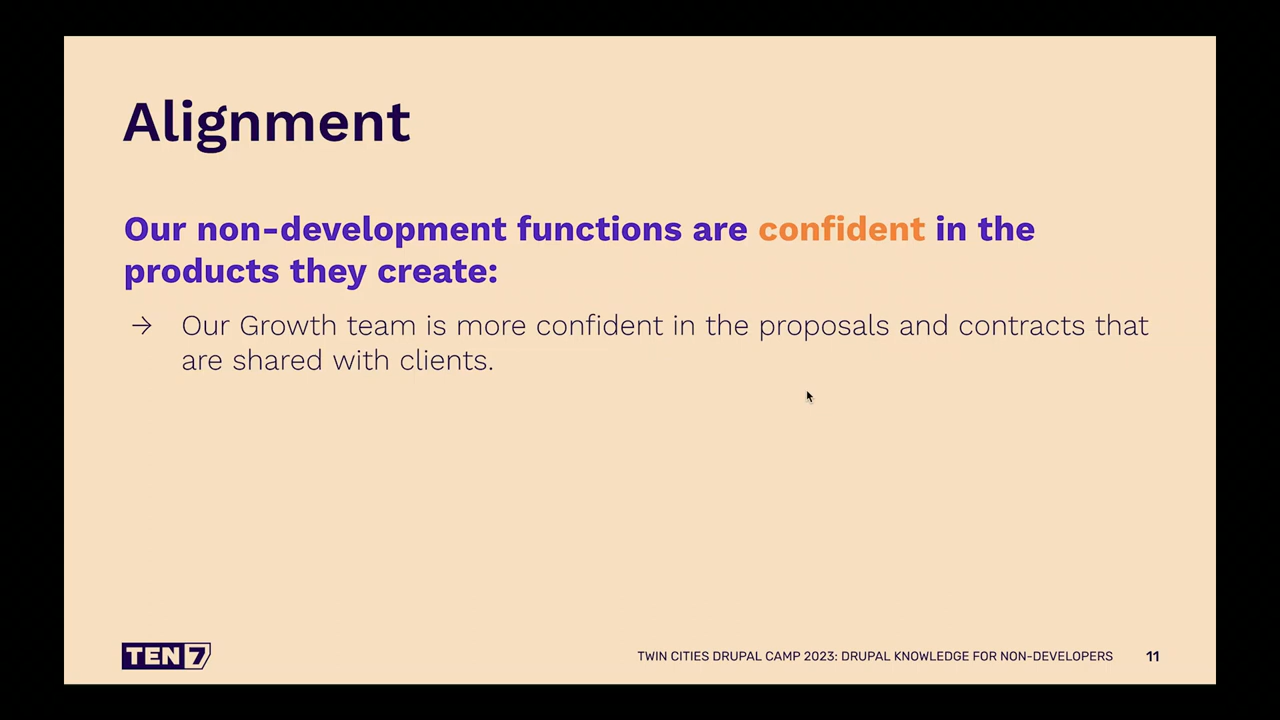 Alignment
Our non-development functions are confident in the
products they create:
→ Our Growth team is more confident in the proposals and contracts that
are shared with clients.
TEN7
TWIN CITIES DRUPAL CAMP 2023: DRUPAL KNOWLEDGE FOR NON-DEVELOPERS 11